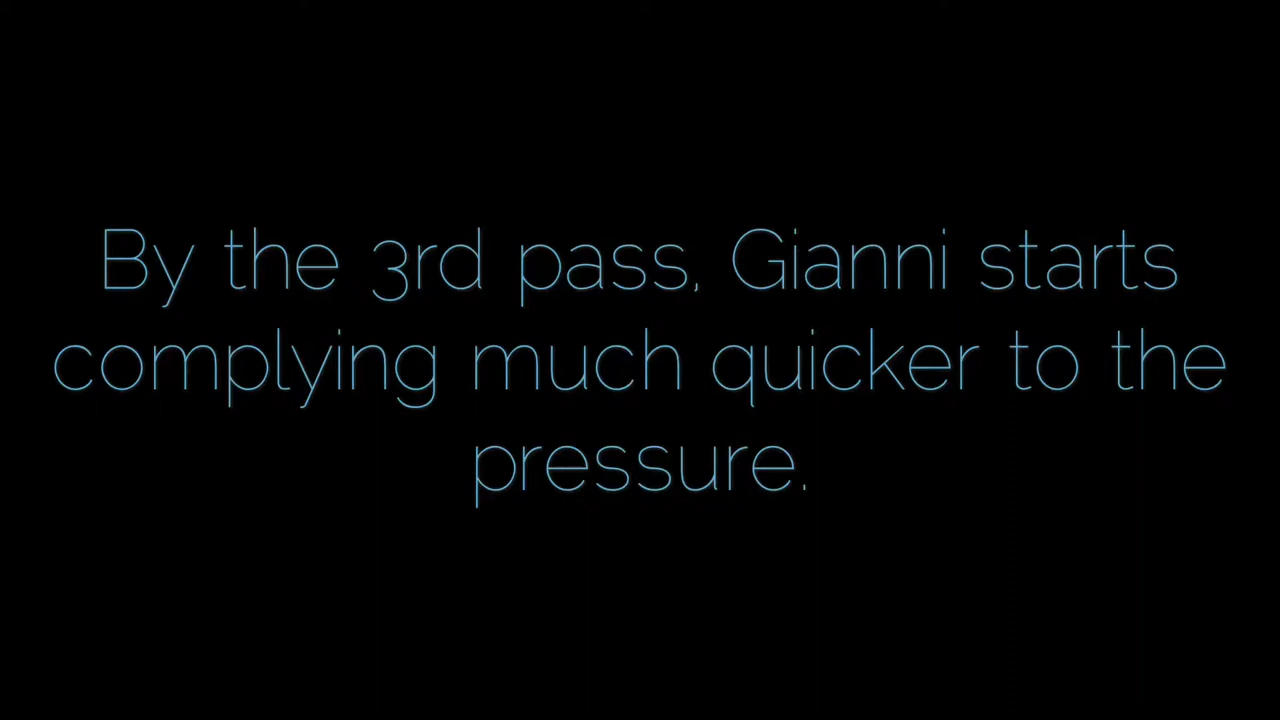 By the 3rd pass, Gianni starts
complying much quicker to the
pressure.